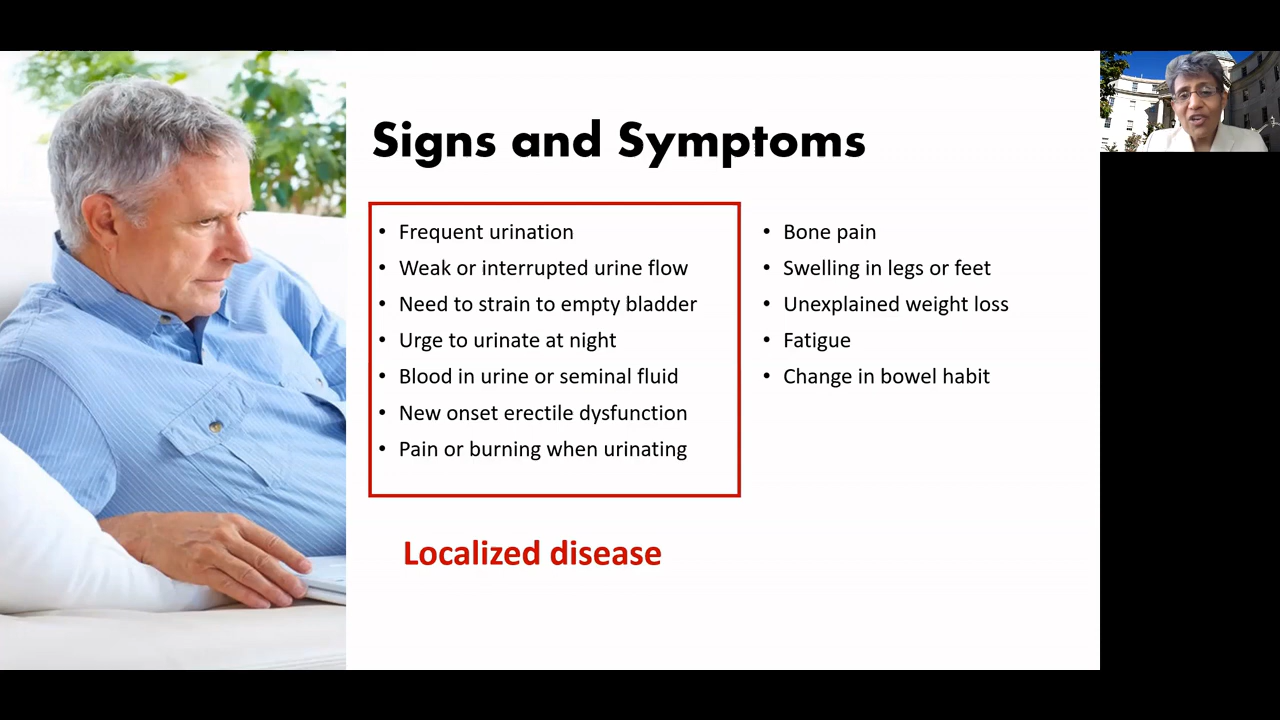 Signs and Symptoms
• Frequent urination
• Weak or interrupted urine flow
• Need to strain to empty bladder
• Urge to urinate at night
• Blood in urine or seminal fluid
• New onset erectile dysfunction
• Pain or burning when urinating
• Bone pain
• Swelling in legs or feet
• Unexplained weight loss
• Fatigue
• Change in bowel habit
Localized disease